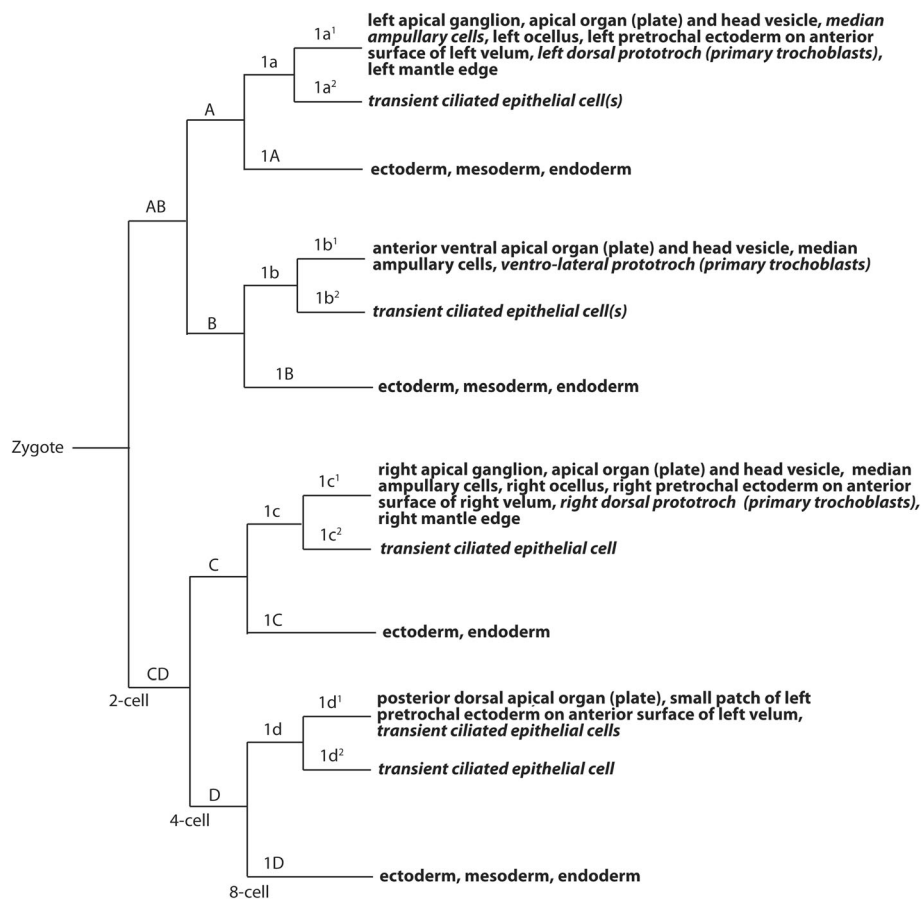 left apical ganglion, apical organ (plate) and head vesicle, median
1a¹
ampullary cells, left ocellus, left pretrochal ectoderm on anterior
surface of left velum, left dorsal prototroch (primary trochoblasts),
1a
left mantle edge
1a²
transient ciliated epithelial cell(s)
A
1A
ectoderm, mesoderm, endoderm
AB
1b¹
anterior ventral apical organ (plate) and head vesicle, median
ampullary cells, ventro-lateral prototroch (primary trochoblasts)
1b
1b²
transient ciliated epithelial cell(s)
B
1B
ectoderm, mesoderm, endoderm
Zygote
right apical ganglion, apical organ (plate) and head vesicle, median
1c¹
ampullary cells, right ocellus, right pretrochal ectoderm on anterior
surface of right velum, right dorsal prototroch (primary trochoblasts),
1c
right mantle edge
1c²
transient ciliated epithelial cell
C
1C
ectoderm, endoderm
CD
2-cell
1d¹
posterior dorsal apical organ (plate), small patch of left
pretrochal ectoderm on anterior surface of left velum,
1d
transient ciliated epithelial cells
1d²
transient ciliated epithelial cell
D
4-cell
1D
ectoderm, mesoderm, endoderm
8-cell